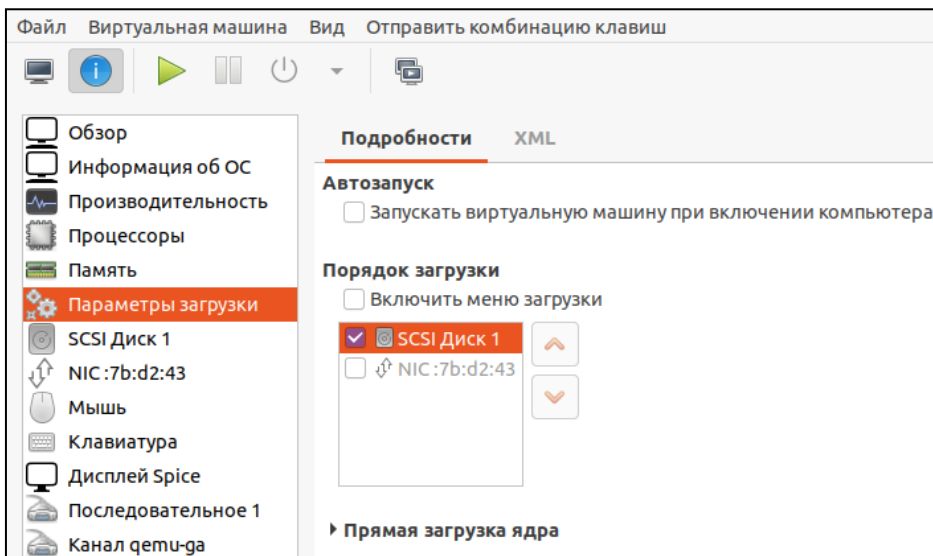 Файл Виртуальная машина Вид Отправить комбинацию клавиш
Обзор
Информация об ОС
Производительность
Процессоры
Память
Параметры загрузки
SCSI Диск 1
NIC :7b:d2:43
Мышь
Клавиатура
Дисплей Spice
Последовательное 1
Канал qemu-ga
Подробности XML
Автозапуск
Запускать виртуальную машину при включении компьютера
Порядок загрузки
Включить меню загрузки
SCSI Диск 1
NIC :7b:d2:43
Прямая загрузка ядра